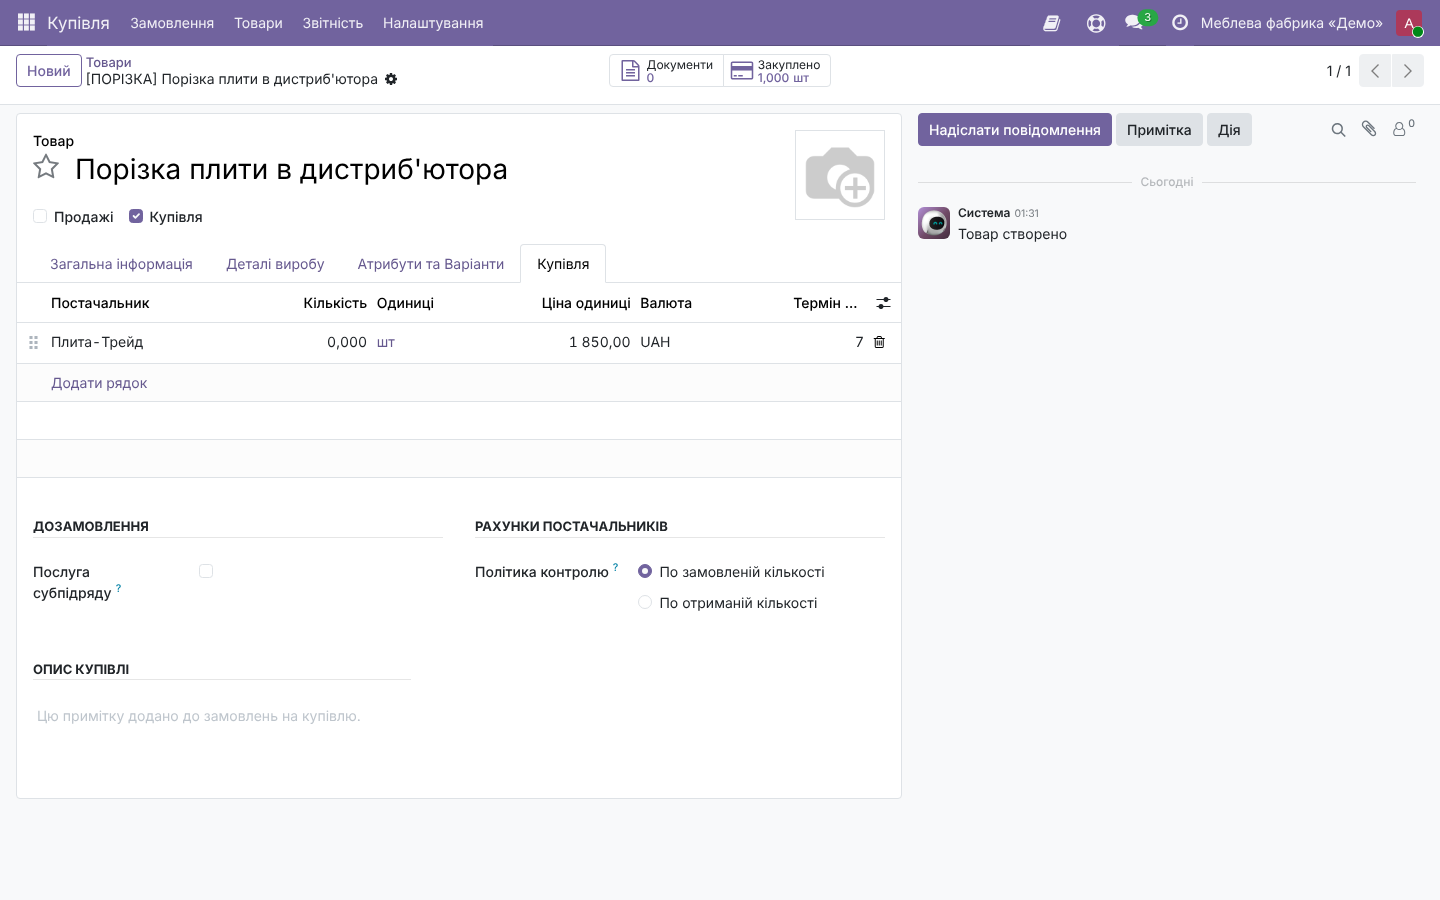 Купівля Замовлення Товари Звітність Налаштування 3 Меблева фабрика «Демо» A
Новий
Товари
[ПОРІЗКА] Порізка плити в дистриб'ютора
Документи
0
Закуплено
1,000 шт
1 / 1
Товар
Порізка плити в дистриб'ютора
Продажі Купівля
Загальна інформація Деталі виробу Атрибути та Варіанти Купівля
Постачальник Кількість Одиниці Ціна одиниці Валюта Термін ...
Плита-Трейд 0,000 шт 1 850,00 UAH 7
Додати рядок
ДОЗАМОВЛЕННЯ
Послуга
субпідряду ?
РАХУНКИ ПОСТАЧАЛЬНИКІВ
Політика контролю ? По замовленій кількості
По отриманій кількості
ОПИС КУПІВЛІ
Цю примітку додано до замовлень на купівлю.
Надіслати повідомлення Примітка Дія 0
Сьогодні
Система 01:31
Товар створено